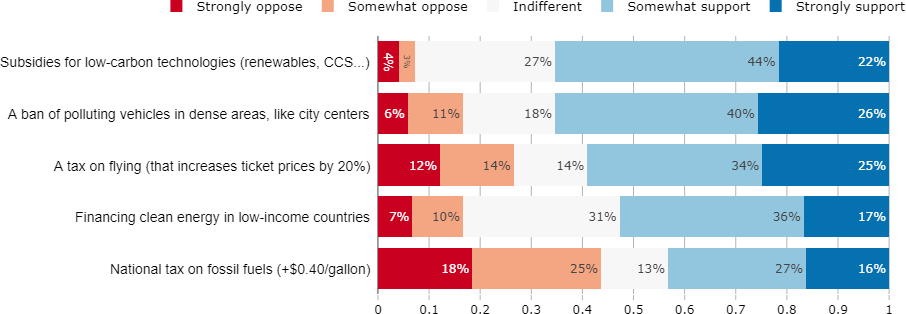 Strongly oppose Somewhat oppose Indifferent Somewhat support Strongly support
Subsidies for low-carbon technologies (renewables, CCS...) 4% 3% 27% 44% 22%
A ban of polluting vehicles in dense areas, like city centers 6% 11% 18% 40% 26%
A tax on flying (that increases ticket prices by 20%) 12% 14% 14% 34% 25%
Financing clean energy in low-income countries 7% 10% 31% 36% 17%
National tax on fossil fuels (+$0.40/gallon) 18% 25% 13% 27% 16%
0 0.1 0.2 0.3 0.4 0.5 0.6 0.7 0.8 0.9 1